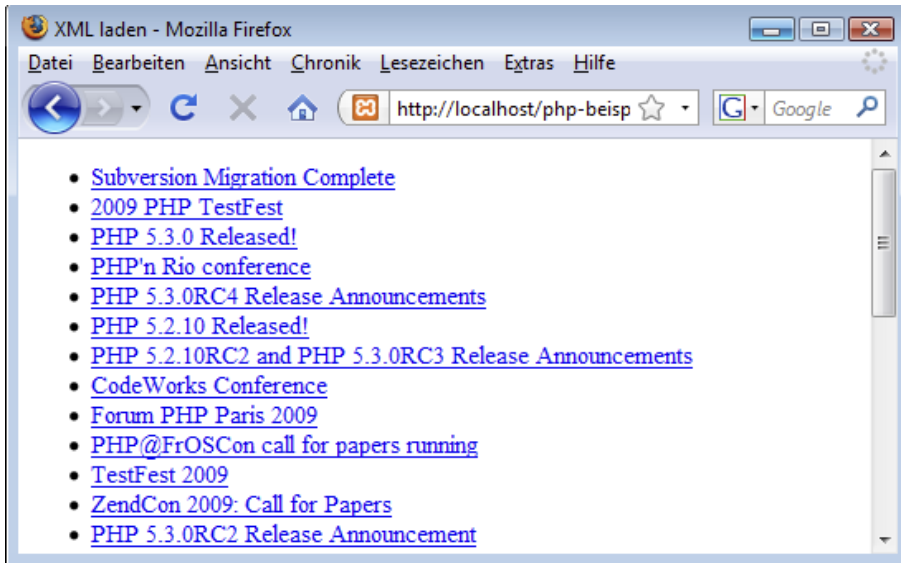 XML laden - Mozilla Firefox
Datei Bearbeiten Ansicht Chronik Lesezeichen Extras Hilfe
http://localhost/php-beisp G Google
• Subversion Migration Complete
• 2009 PHP TestFest
• PHP 5.3.0 Released!
• PHP'n Rio conference
• PHP 5.3.0RC4 Release Announcements
• PHP 5.2.10 Released!
• PHP 5.2.10RC2 and PHP 5.3.0RC3 Release Announcements
• CodeWorks Conference
• Forum PHP Paris 2009
• PHP@FrOSCon call for papers running
• TestFest 2009
• ZendCon 2009: Call for Papers
• PHP 5.3.0RC2 Release Announcement